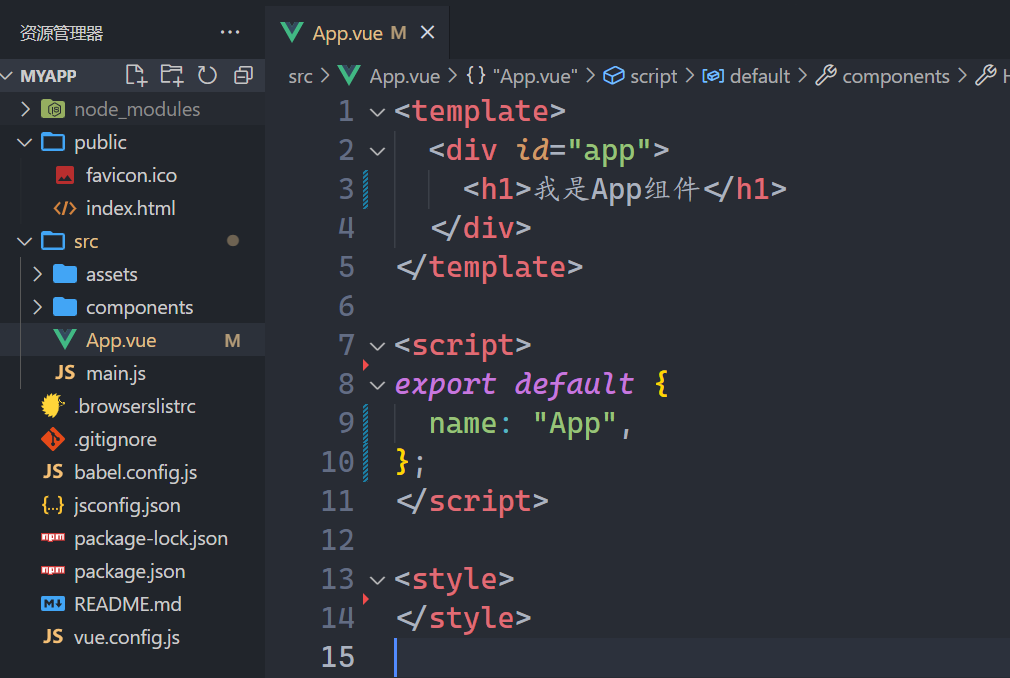 资源管理器 ···
MYAPP
node_modules
public
favicon.ico
index.html
src
assets
components
App.vue M
main.js
.browserslistrc
.gitignore
babel.config.js
jsconfig.json
package-lock.json
package.json
README.md
vue.config.js
App.vue M
src > App.vue > {} "App.vue" > script > default > components >
1 <template>
2 <div id="app">
3 <h1>我是App组件</h1>
4 </div>
5 </template>
6
7 <script>
8 export default {
9 name: "App",
10 };
11 </script>
12
13 <style>
14 </style>
15